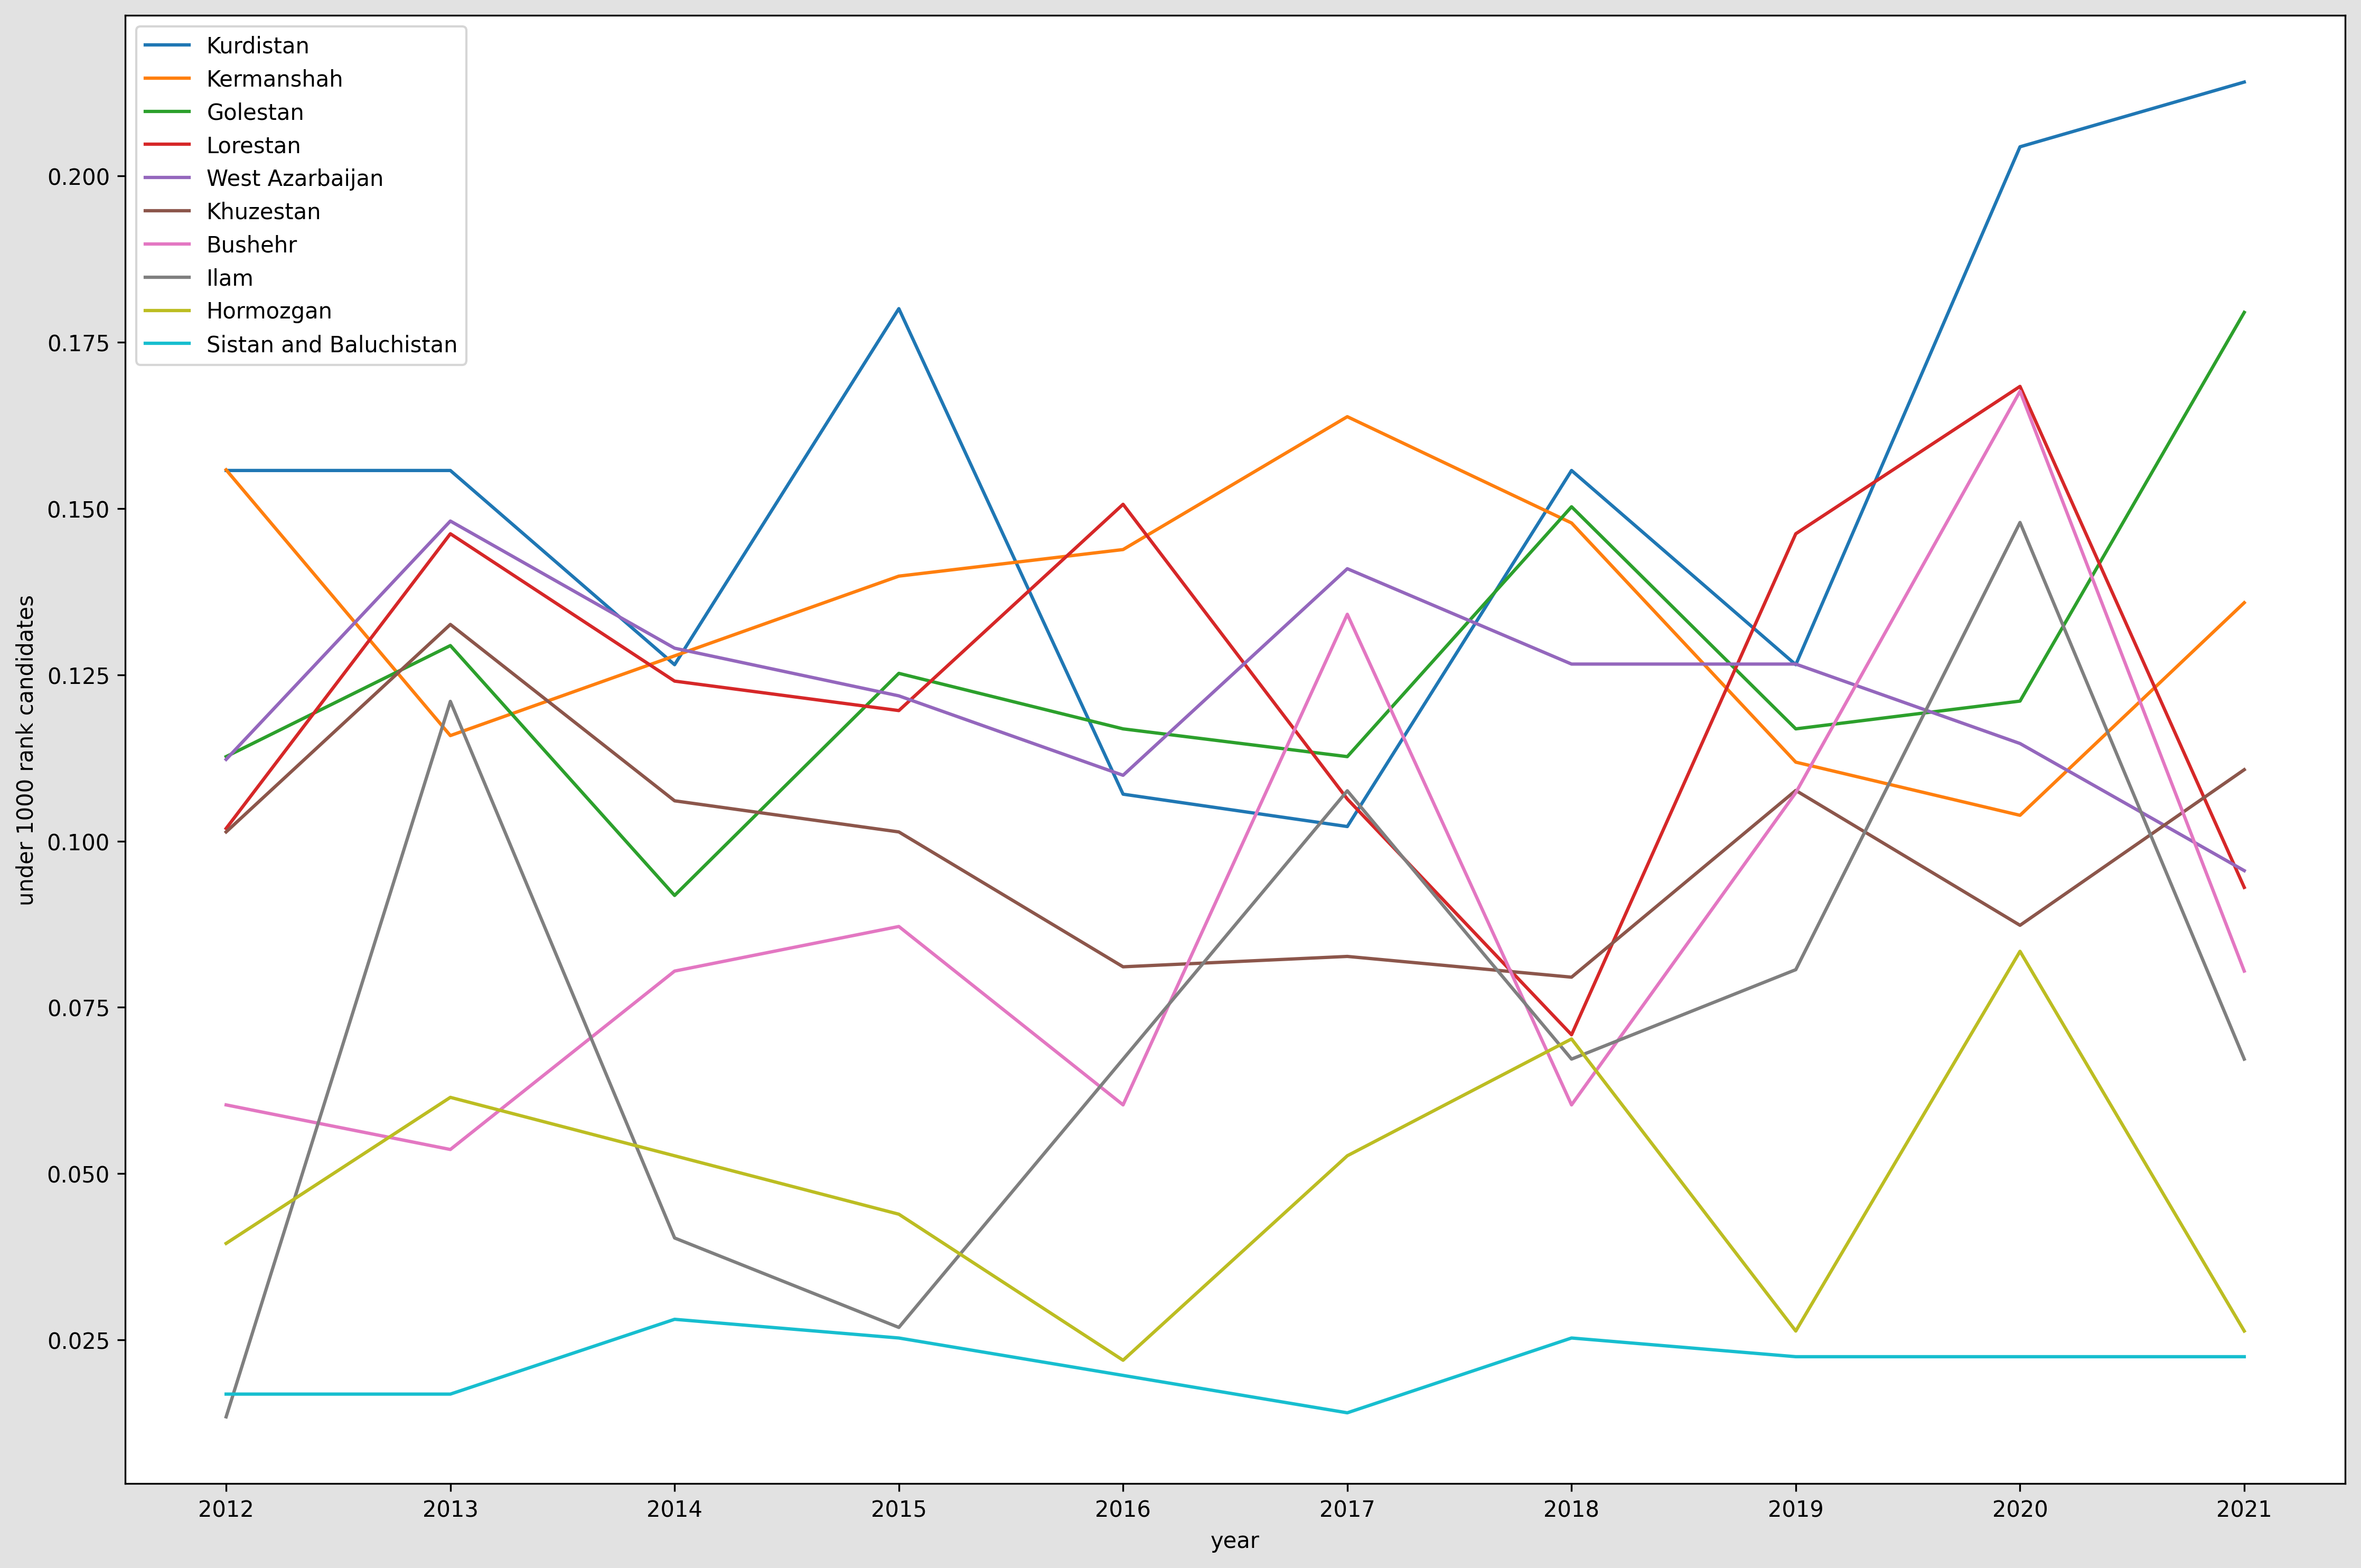 Kurdistan
Kermanshah
Golestan
Lorestan
West Azarbaijan
Khuzestan
Bushehr
Ilam
Hormozgan
Sistan and Baluchistan
0.200
0.175
0.150
0.125
0.100
0.075
0.050
0.025
under 1000 rank candidates
2012 2013 2014 2015 2016 2017 2018 2019 2020 2021
year